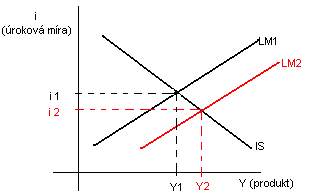 i
(úroková míra)
LM1
LM2
i 1
i 2
IS
Y1
Y2
Y (produkt)